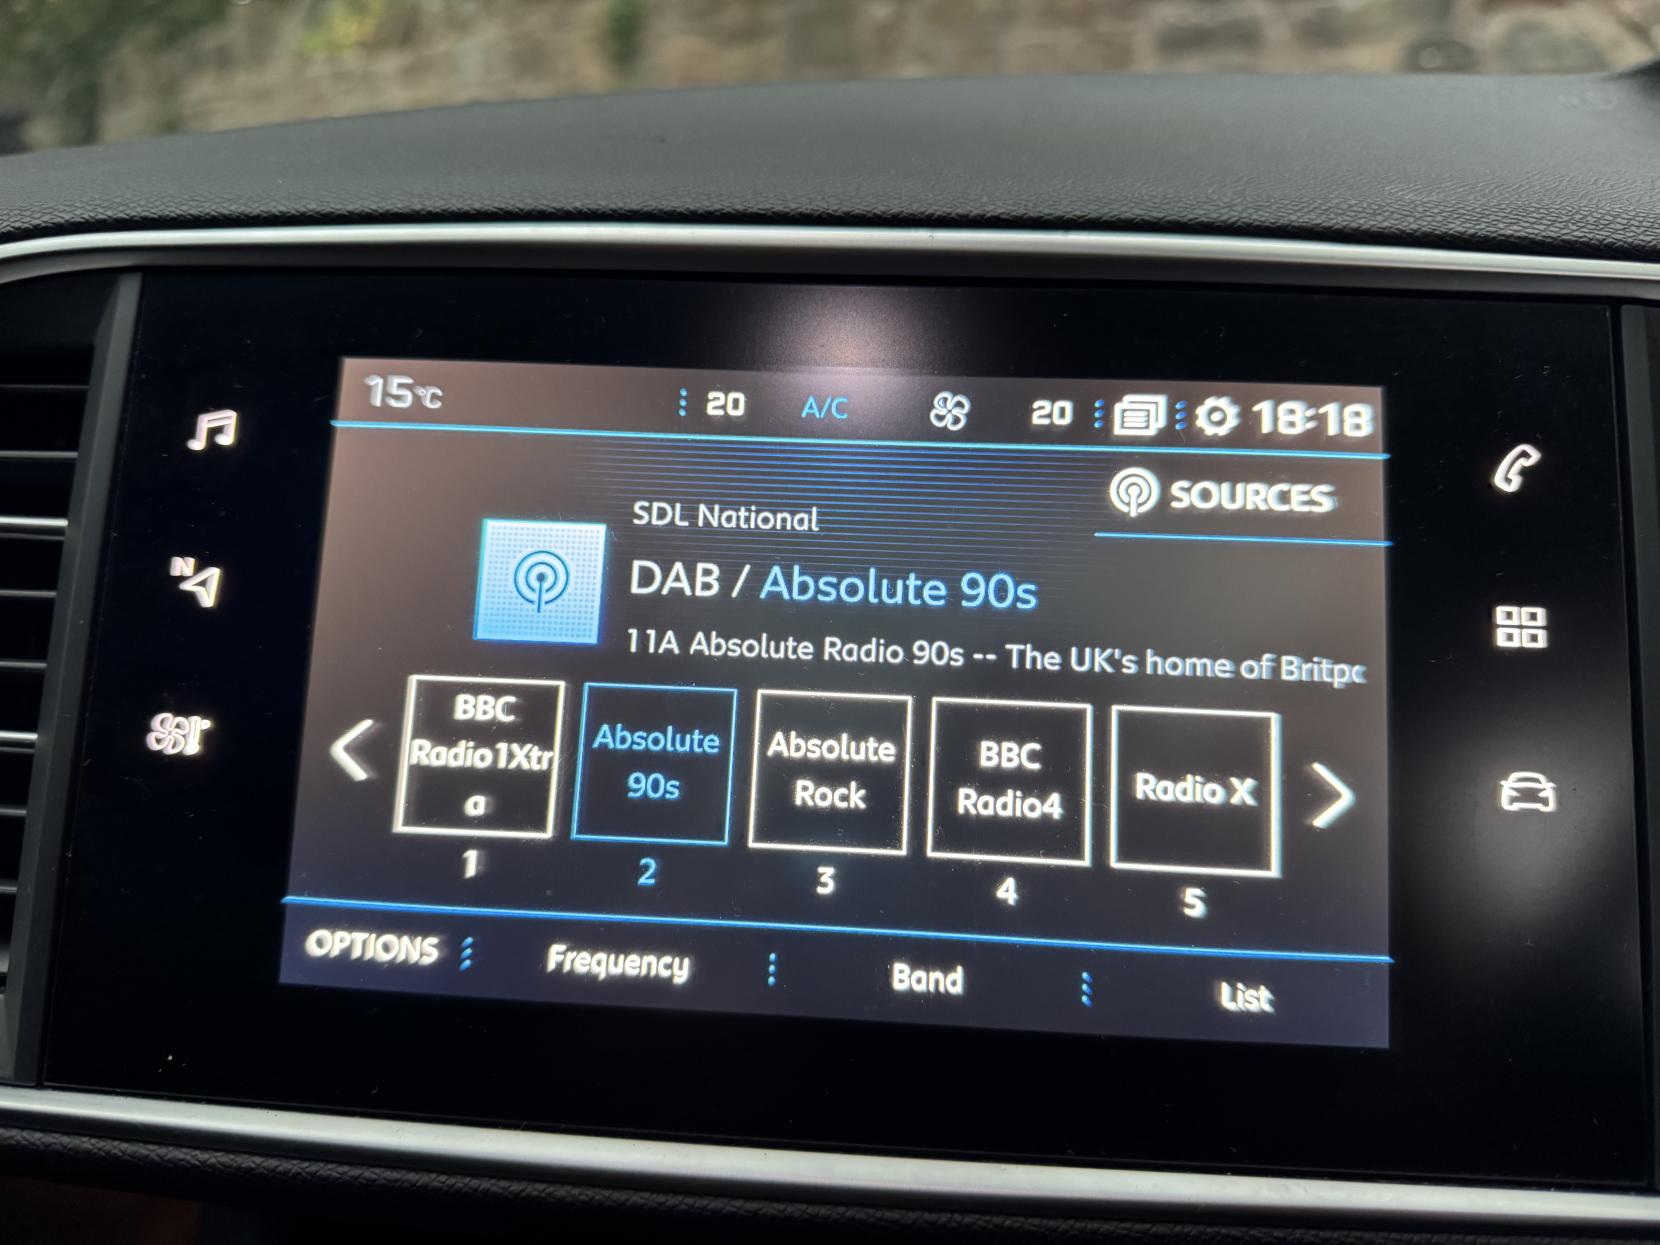 15°C 20 A/C 20 18:18
SOURCES
SDL National
DAB / Absolute 90s
11A Absolute Radio 90s -- The UK's home of Britpc
BBC
Radio1Xtr
a
Absolute
90s
Absolute
Rock
BBC
Radio4
Radio X
1 2 3 4 5
OPTIONS Frequency Band List
N